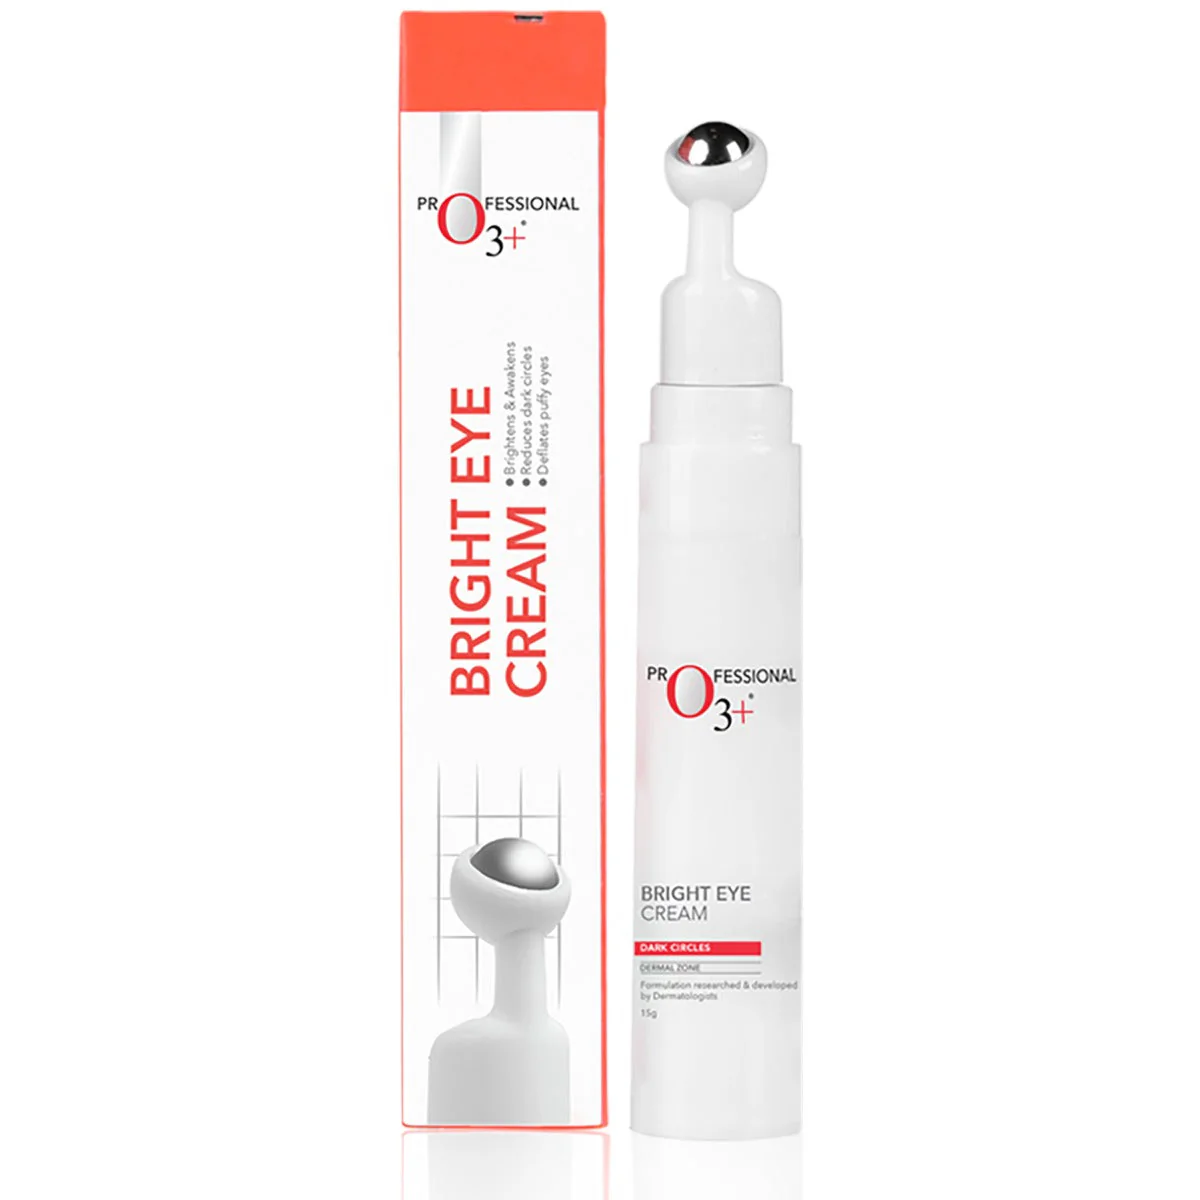 PROFESSIONAL
O3+®
BRIGHT EYE
CREAM
• Brightens & Awakens
• Reduces dark circles
• Deflates puffy eyes
PROFESSIONAL
O3+®
BRIGHT EYE
CREAM
DARK CIRCLES
DERMAL ZONE
Formulation researched & developed
by Dermatologists
15g